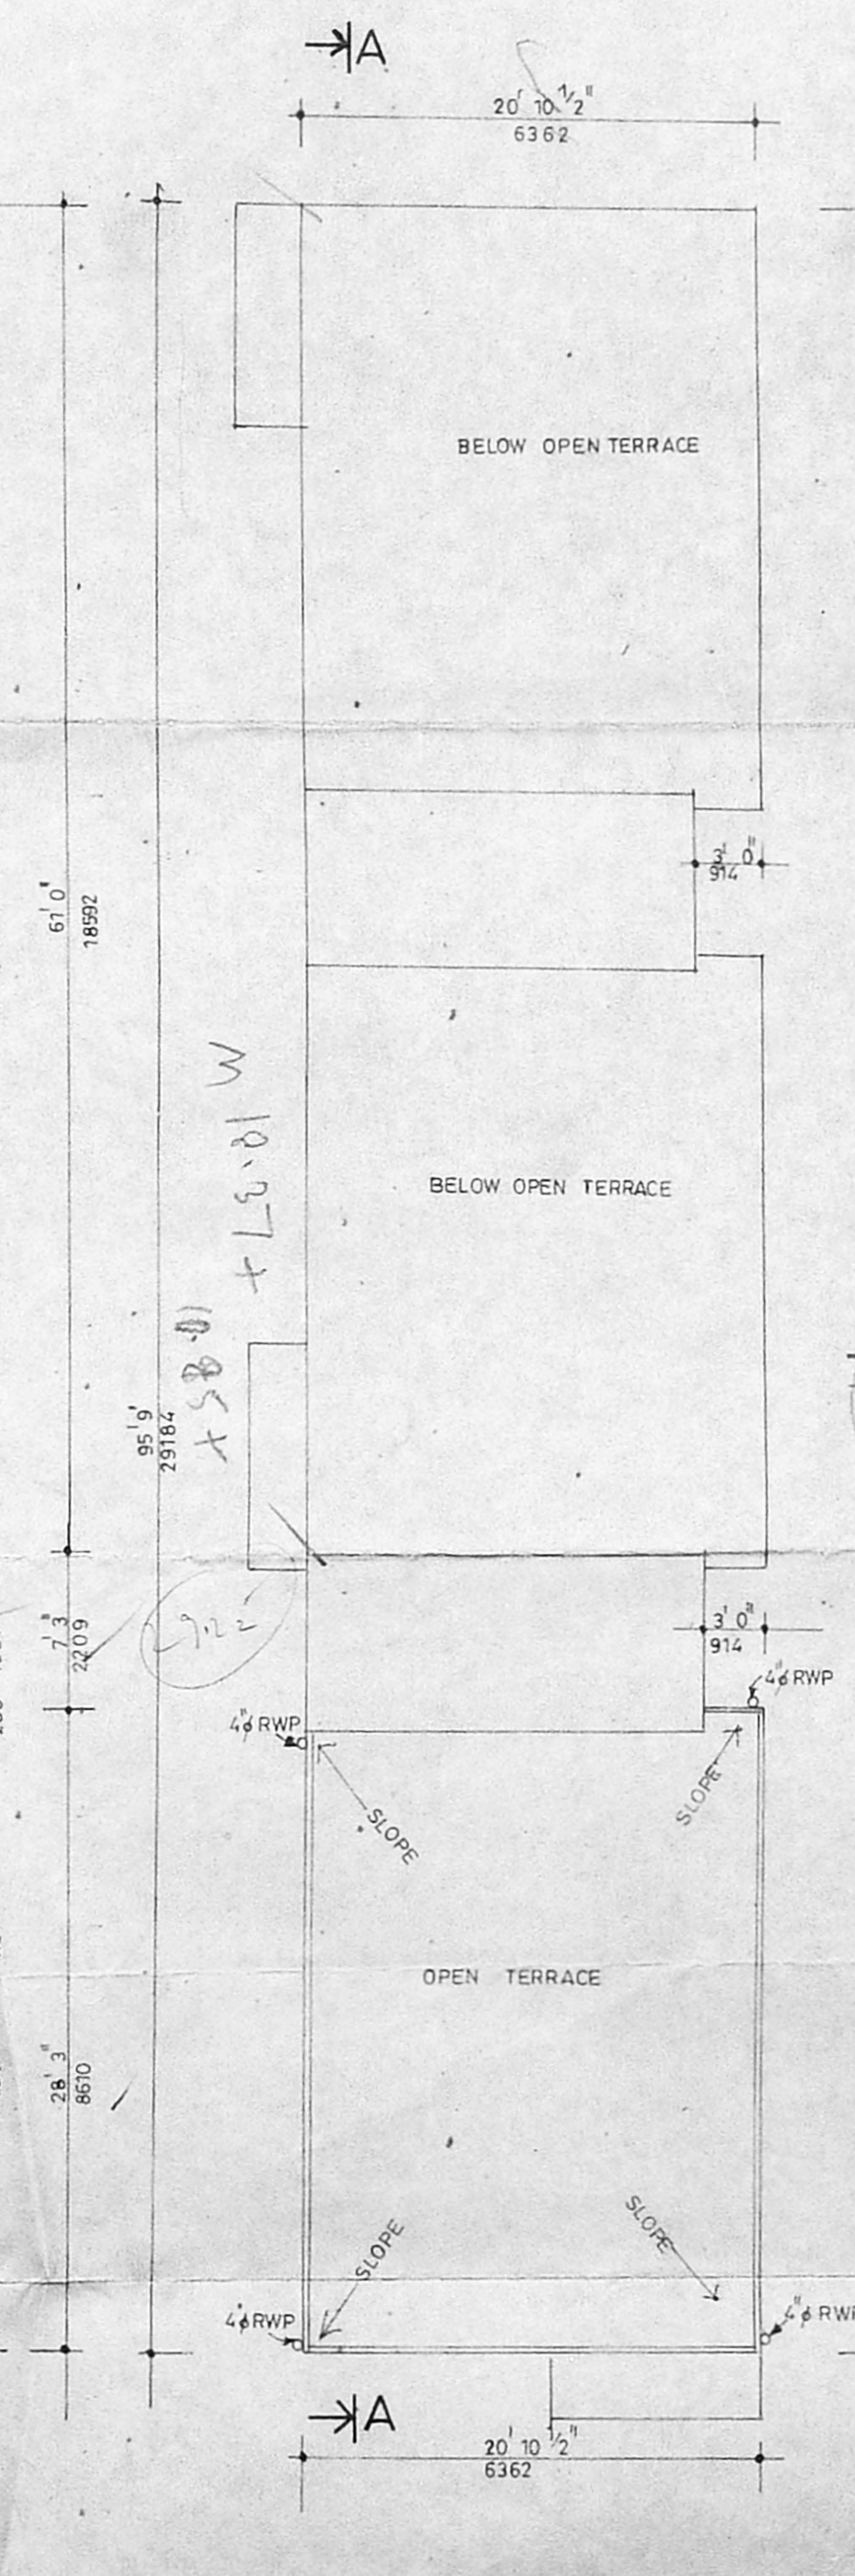 A
20' 10 1/2"
6362
BELOW OPEN TERRACE
3' 0"
914
61' 0"
18592
BELOW OPEN TERRACE
95' 9'
29184
7' 3"
2209
3' 0"
914
4"ϕ RWP
4"ϕ RWP
SLOPE
SLOPE
OPEN TERRACE
28' 3"
8610
SLOPE
SLOPE
4"ϕ RWP
4"ϕ RWP
A
20' 10 1/2"
6362